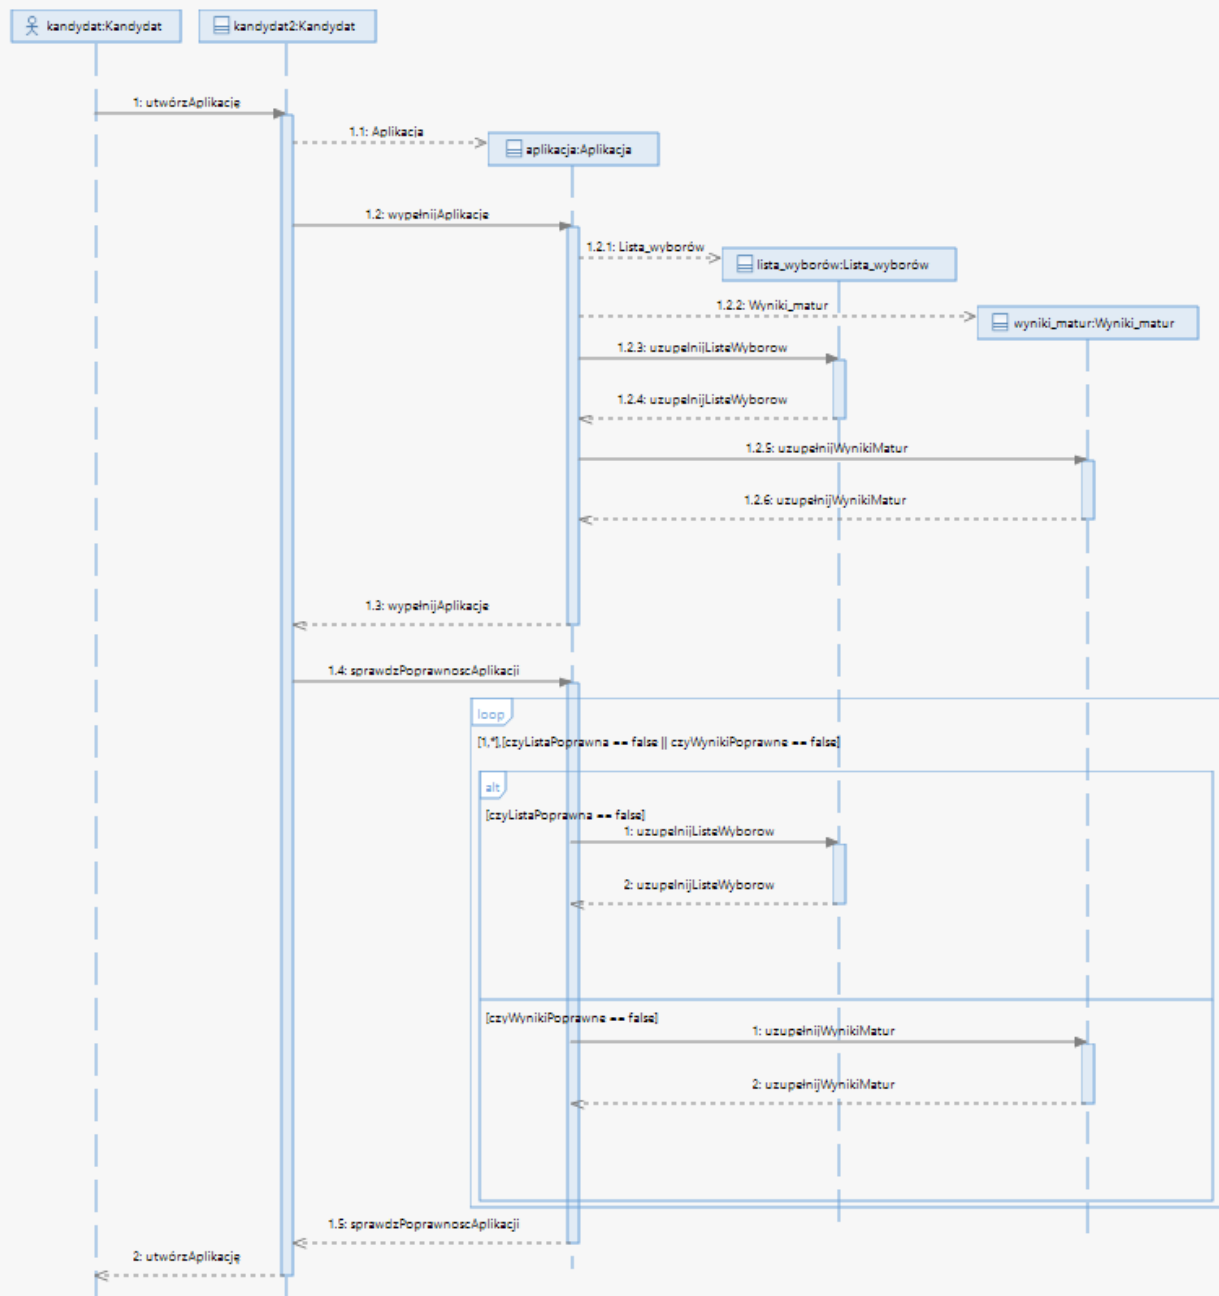 kandydat:Kandydat
kandydat2:Kandydat
1: utwórzAplikację
1.1: Aplikacja
aplikacja:Aplikacja
1.2: wypełnijAplikacje
1.2.1: Lista_wyborów
lista_wyborów:Lista_wyborów
1.2.2: Wyniki_matur
wyniki_matur:Wyniki_matur
1.2.3: uzupelnijListeWyborow
1.2.4: uzupelnijListeWyborow
1.2.5: uzupełnijWynikiMatur
1.2.6: uzupełnijWynikiMatur
1.3: wypełnijAplikacje
1.4: sprawdzPoprawnoscAplikacji
loop
[1,*],[czyListaPoprawna == false || czyWynikiPoprawne == false]
alt
[czyListaPoprawna == false]
1: uzupelnijListeWyborow
2: uzupelnijListeWyborow
[czyWynikiPoprawne == false]
1: uzupełnijWynikiMatur
2: uzupełnijWynikiMatur
1.5: sprawdzPoprawnoscAplikacji
2: utwórzAplikację